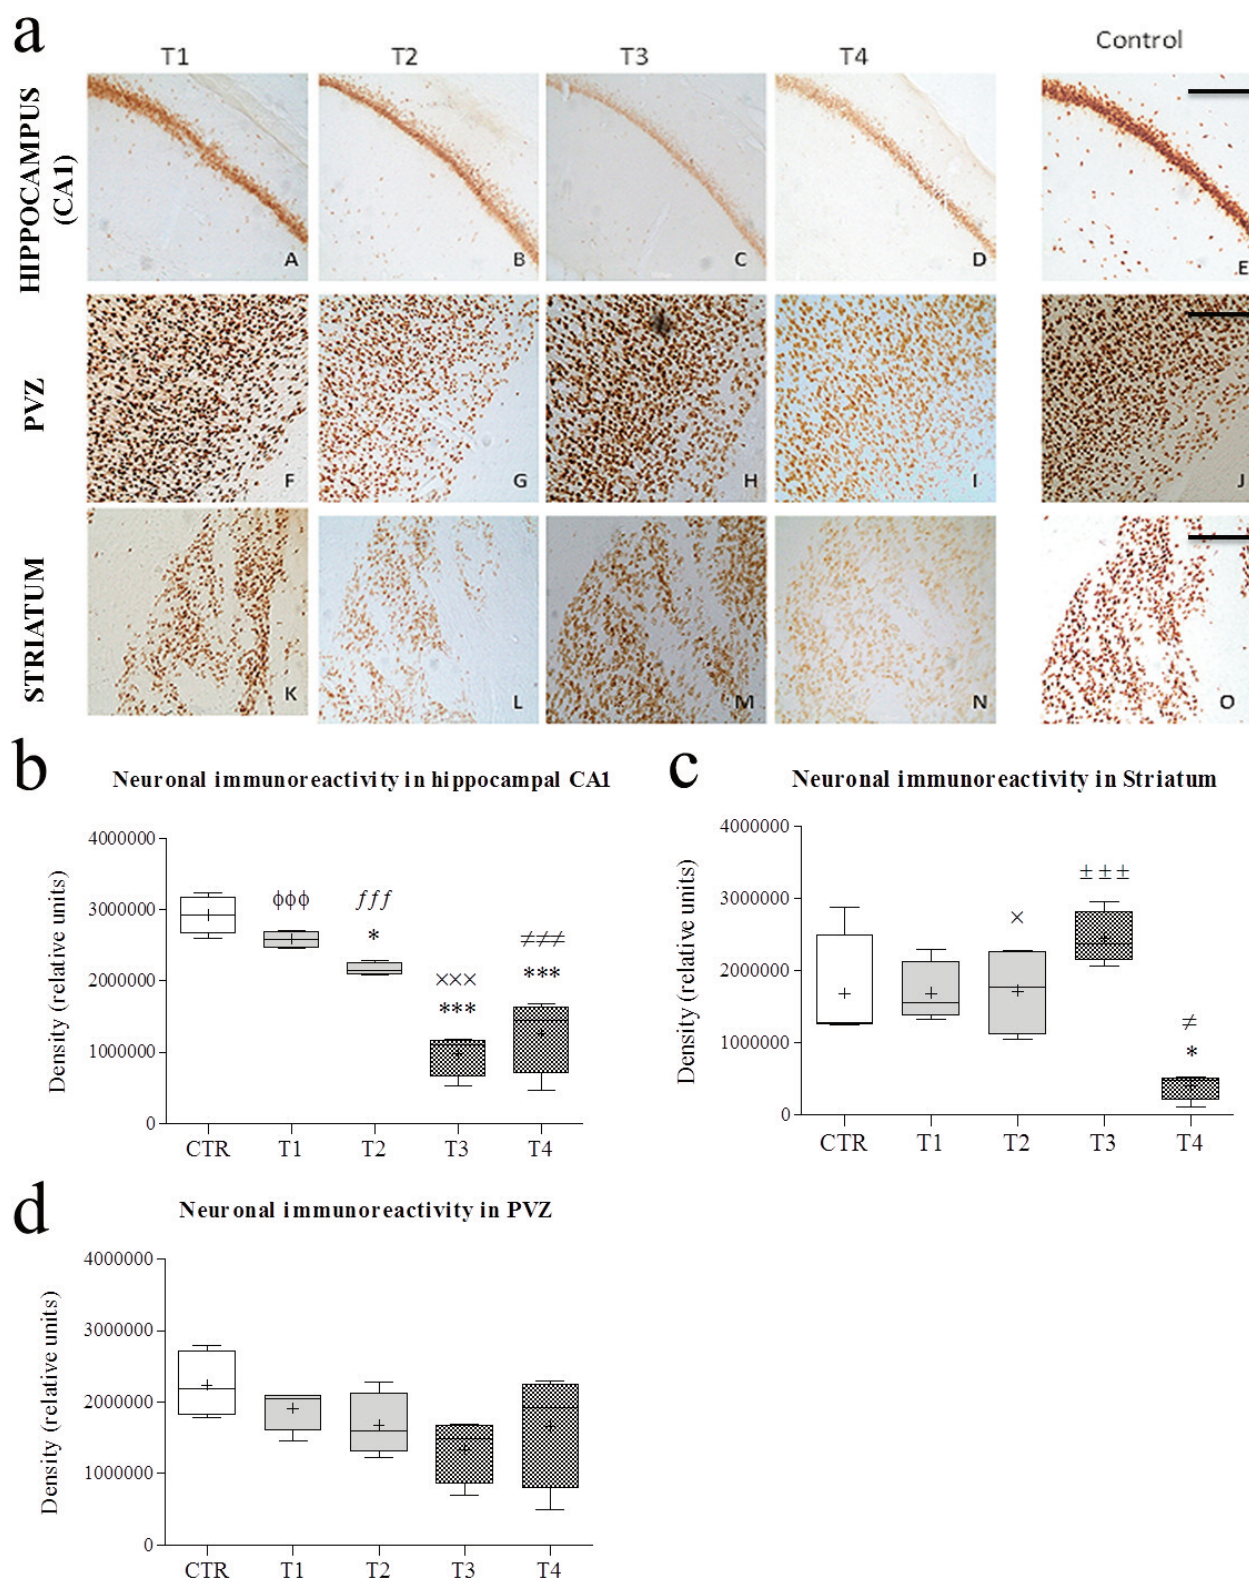 a
T1 T2 T3 T4 Control
HIPPOCAMPUS
(CA1)
A B C D E
PVZ
F G H I J
STRIATUM
K L M N O
b
Neuronal immunoreactivity in hippocampal CA1
Density (relative units)
4000000
3000000
2000000
1000000
0
ϕϕϕ
fff
*
×××
***
≠≠≠
***
CTR T1 T2 T3 T4
c
Neuronal immunoreactivity in Striatum
Density (relative units)
4000000
3000000
2000000
1000000
0
×
±±±
≠
*
CTR T1 T2 T3 T4
d
Neuronal immunoreactivity in PVZ
Density (relative units)
4000000
3000000
2000000
1000000
0
CTR T1 T2 T3 T4